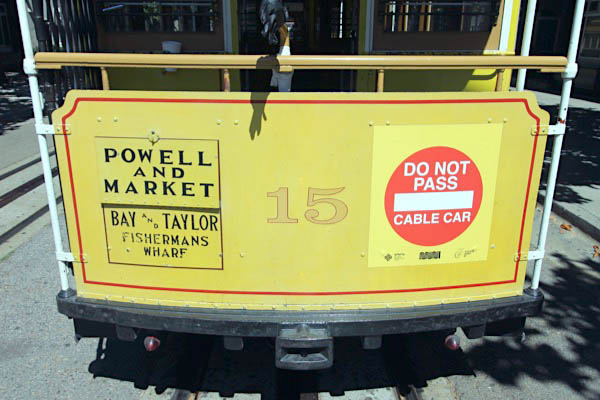 POWELL
AND
MARKET
BAY AND TAYLOR
FISHERMANS
WHARF
15
DO NOT
PASS
CABLE CAR